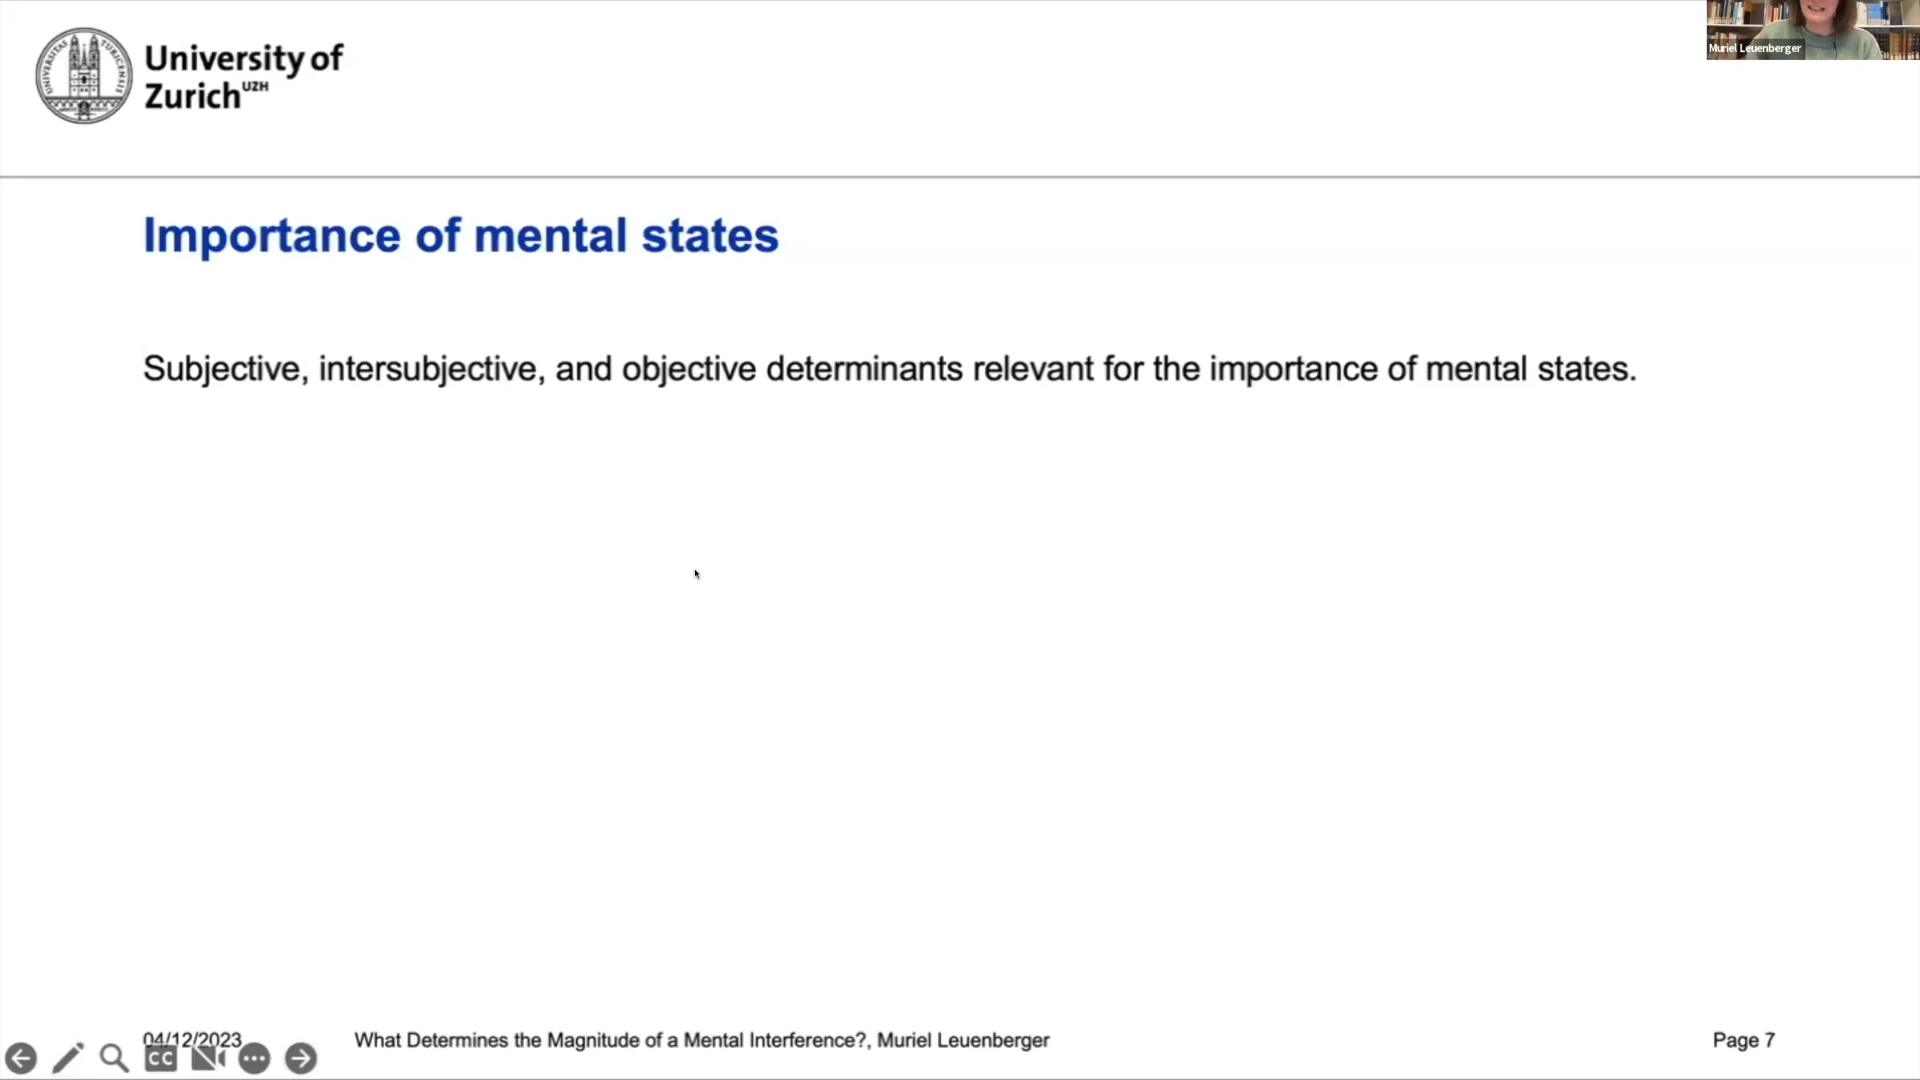 University of
Zurich UZH
Muriel Leuenberger
Importance of mental states
Subjective, intersubjective, and objective determinants relevant for the importance of mental states.
04/12/2023
What Determines the Magnitude of a Mental Interference?, Muriel Leuenberger
Page 7
CC